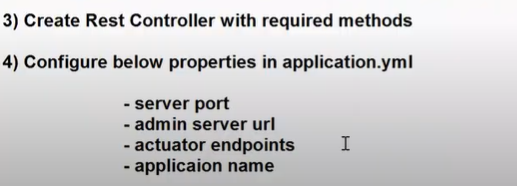 3) Create Rest Controller with required methods
4) Configure below properties in application.yml
- server port
- admin server url
- actuator endpoints
- applicaion name